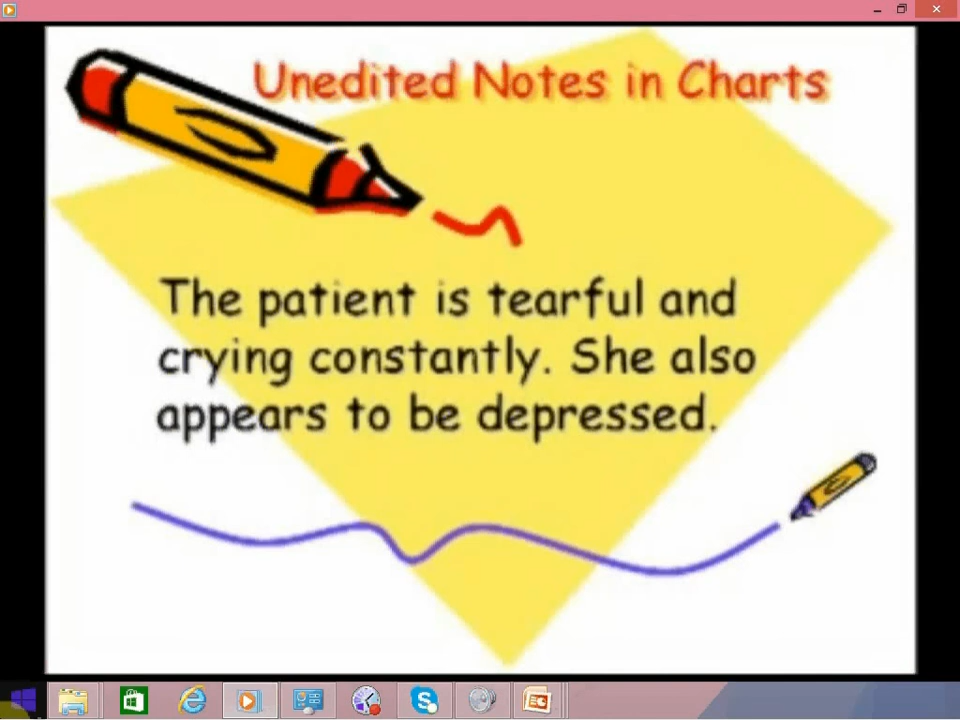 Unedited Notes in Charts
The patient is tearful and
crying constantly. She also
appears to be depressed.